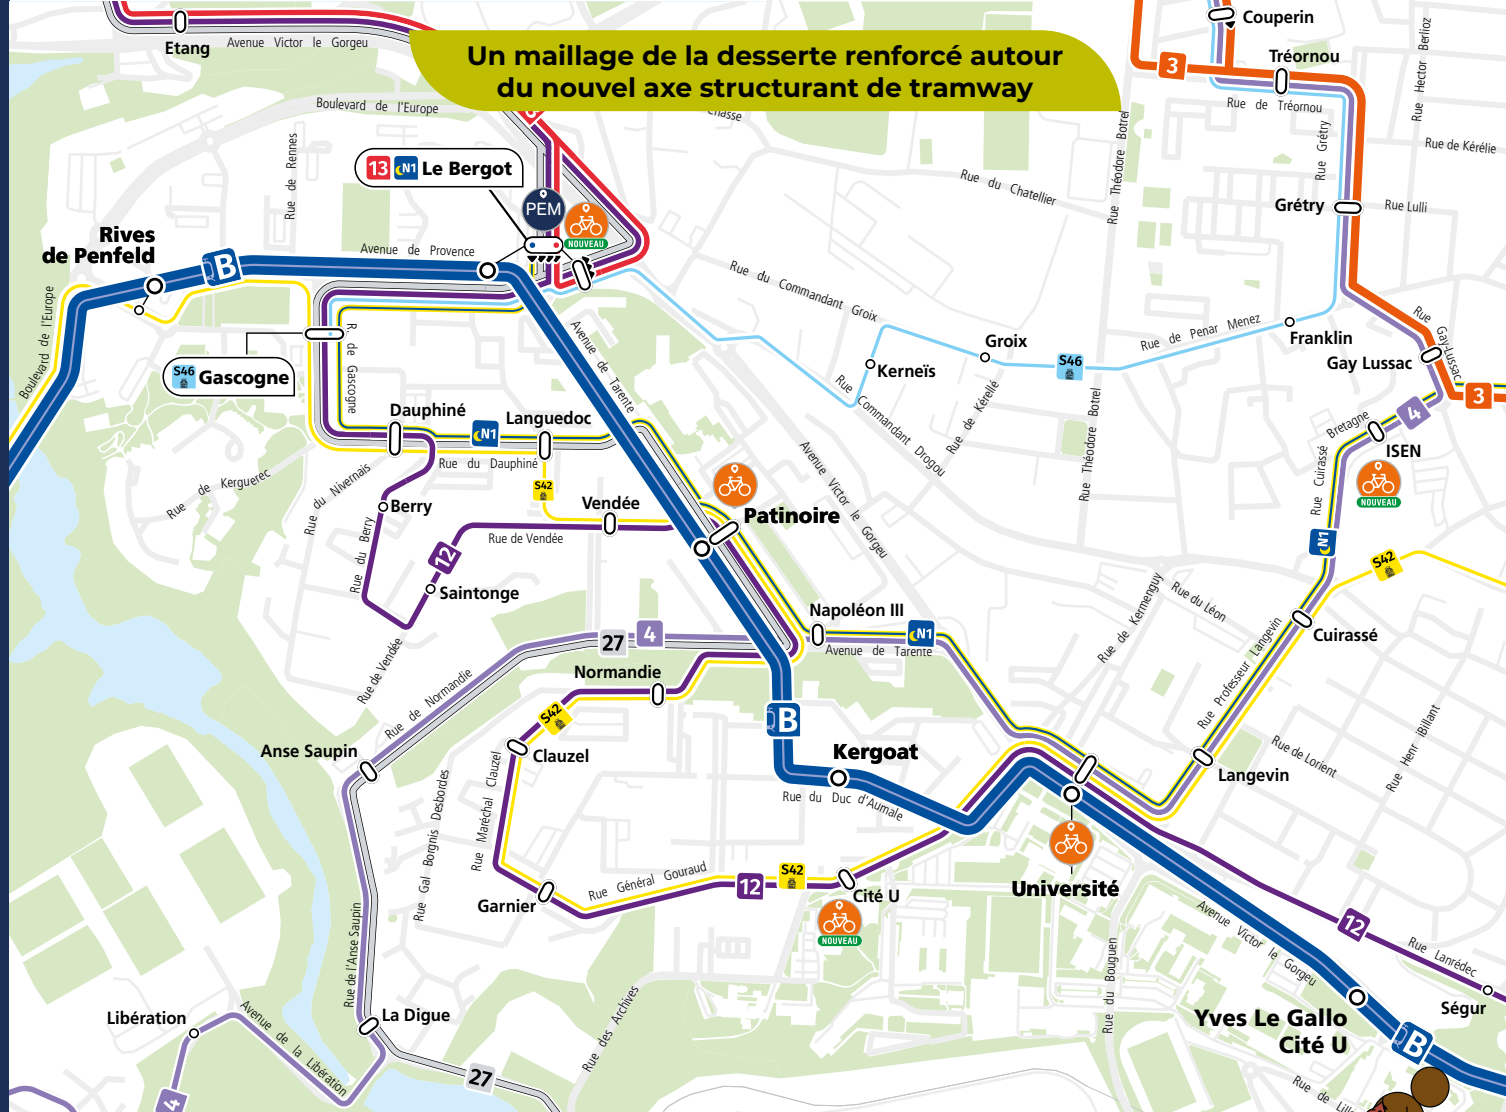 Etang
Avenue Victor le Gorgeu
Un maillage de la desserte renforcé autour
du nouvel axe structurant de tramway
Couperin
3
Tréornou
Rue de Tréornou
Rue Hector Berlioz
Rue de Kérélie
Boulevard de l'Europe
Rue de Rennes
13 N1 Le Bergot
PEM
NOUVEAU
Rue du Chatellier
Rue Théodore Botrel
Rue Grétry
Grétry
Rue Lulli
Rives
de Penfeld
B
Avenue de Provence
Boulevard de l'Europe
Rue du Commandant Groix
R. de Gascogne
Avenue de Tarente
S46 Gascogne
Groix
Kerneïs
S46
Rue de Penar Menez
Franklin
Rue Gay-Lussac
Gay Lussac
3
4
Rue Commandant Drogou
Rue de Kérellé
Rue Théodore Botrel
Bretagne
ISEN
NOUVEAU
Rue Cuirassé
N1
S42
Dauphiné
N1
Languedoc
Rue du Dauphiné
S42
Rue de Kerguerec
Rue du Nivernais
Berry
Rue du Berry
Vendée
Rue de Vendée
12
Saintonge
Patinoire
Avenue Victor le Gorgeu
Napoléon III
N1
Avenue de Tarente
Rue de Kermenguy
Rue du Léon
Cuirassé
Rue Professeur Langevin
27
4
Rue de Vendée
Rue de Normandie
Normandie
S42
Anse Saupin
Clauzel
B
Kergoat
Rue du Duc d'Aumale
Langevin
Rue de Lorient
Rue Henr iBillant
Rue Gal Borgnis Desbordes
Rue Maréchal Clauzel
Rue Général Gouraud
12
S42
Cité U
NOUVEAU
Garnier
Université
Rue de l'Anse Saupin
Avenue Victor le Gorgeu
12
Rue Lanrédec
Ségur
Rue du Bouguen
Rue des Archives
Yves Le Gallo
Cité U
B
Libération
Avenue de la Libération
La Digue
27
4